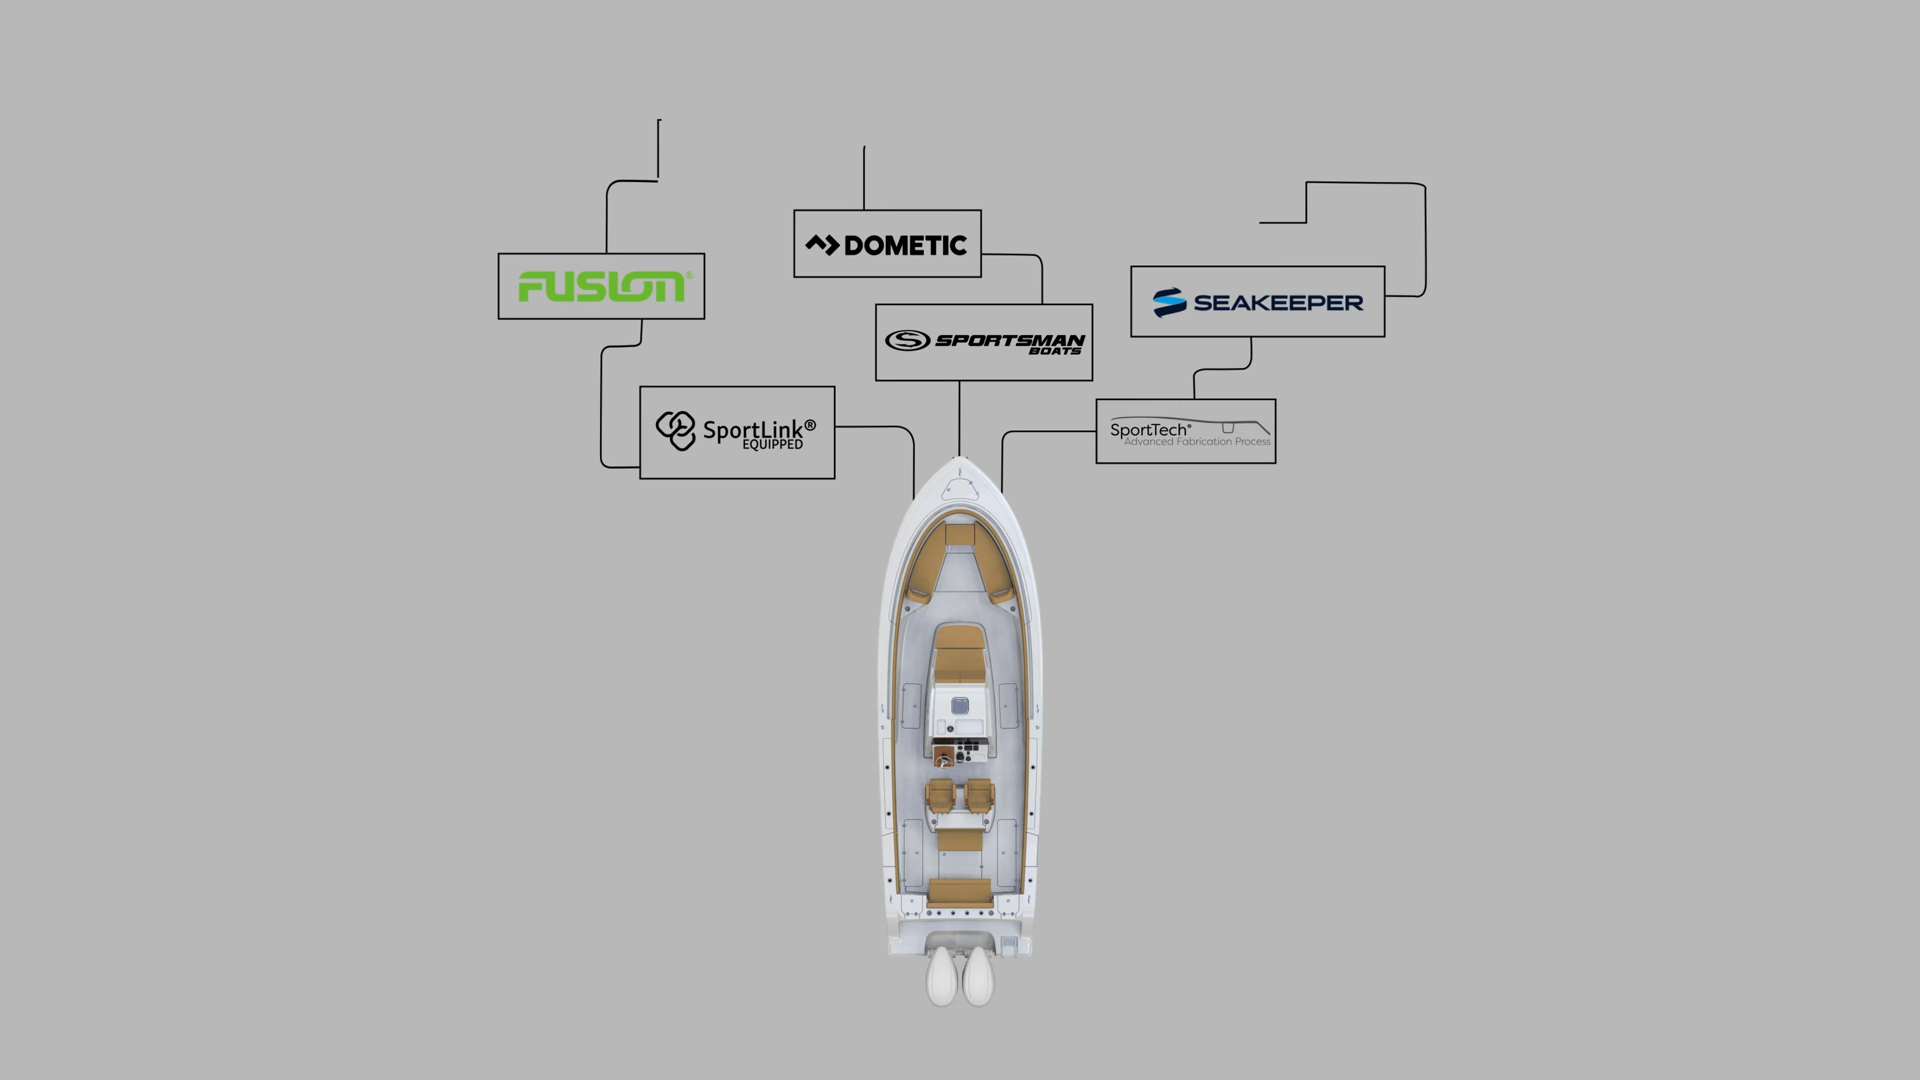 DOMETIC
FUSION®
SEAKEEPER
SPORTSMAN
BOATS
SportLink®
EQUIPPED
SportTech®
Advanced Fabrication Process